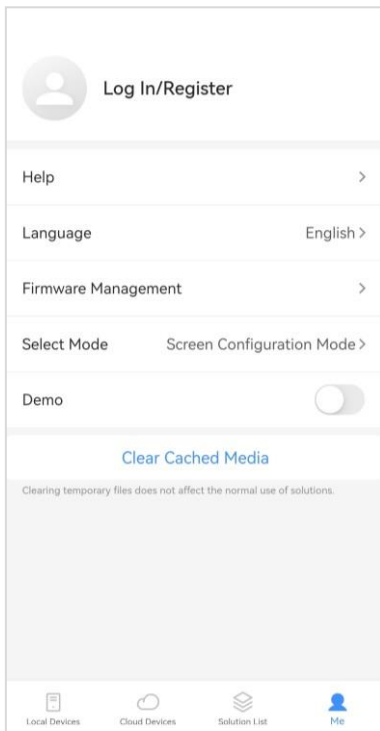 Log In/Register
Help
Language English
Firmware Management
Select Mode Screen Configuration Mode
Demo
Clear Cached Media
Clearing temporary files does not affect the normal use of solutions.
Local Devices Cloud Devices Solution List Me